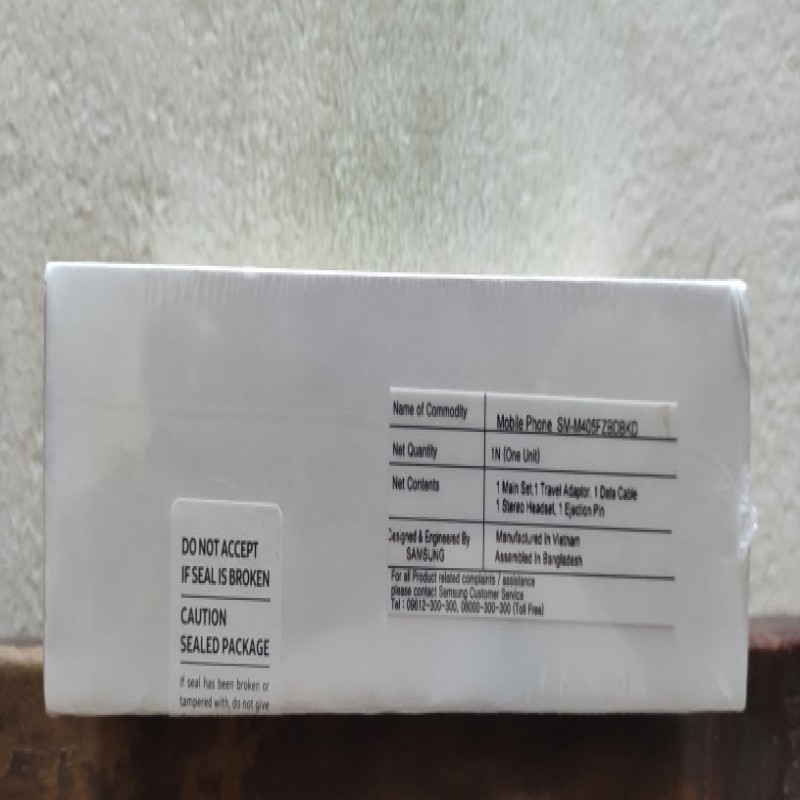 DO NOT ACCEPT
IF SEAL IS BROKEN
CAUTION
SEALED PACKAGE
If seal has been broken or
tampered with, do not give
Name of Commodity
Mobile Phone SM-M405FZBDBKD
Net Quantity
1N (One Unit)
Net Contents
1 Main Set,1 Travel Adaptor, 1 Data Cable
1 Stereo Headset, 1 Ejection Pin
Designed & Engineered By
SAMSUNG
Manufactured In Vietnam
Assembled In Bangladesh
For all Product related complaints / assistance
please contact Samsung Customer Service
Tel : 09612-300-300, 08000-300-300 (Toll Free)